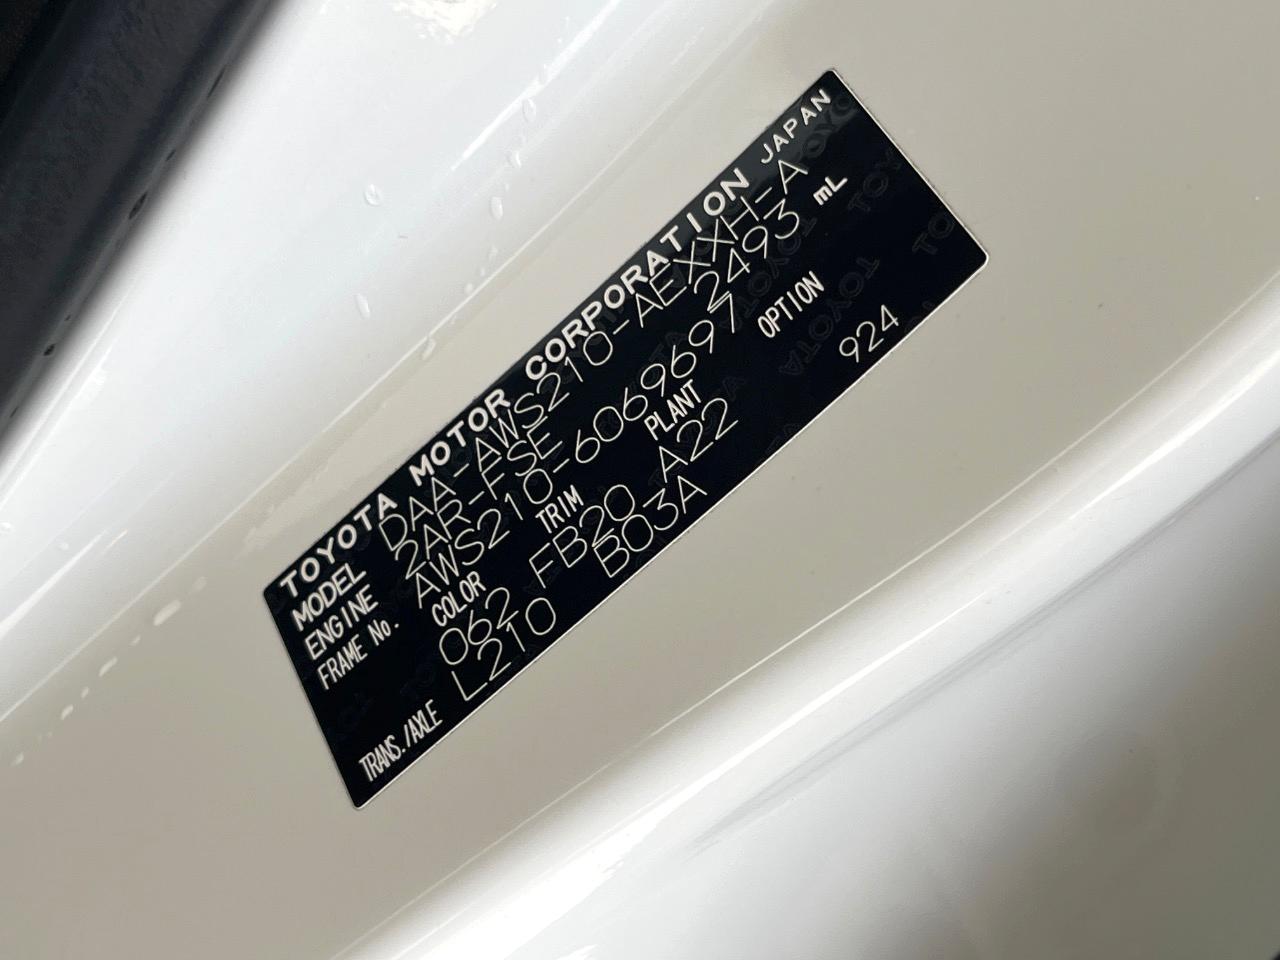 TOYOTA MOTOR CORPORATION JAPAN
MODEL DAA-AWS210-AEXXH-A
ENGINE 2AR-FSE 2493 mL
FRAME No. AWS210-6069697
COLOR TRIM PLANT OPTION
062 FB20 A22 924
TRANS./AXLE L210 B03A